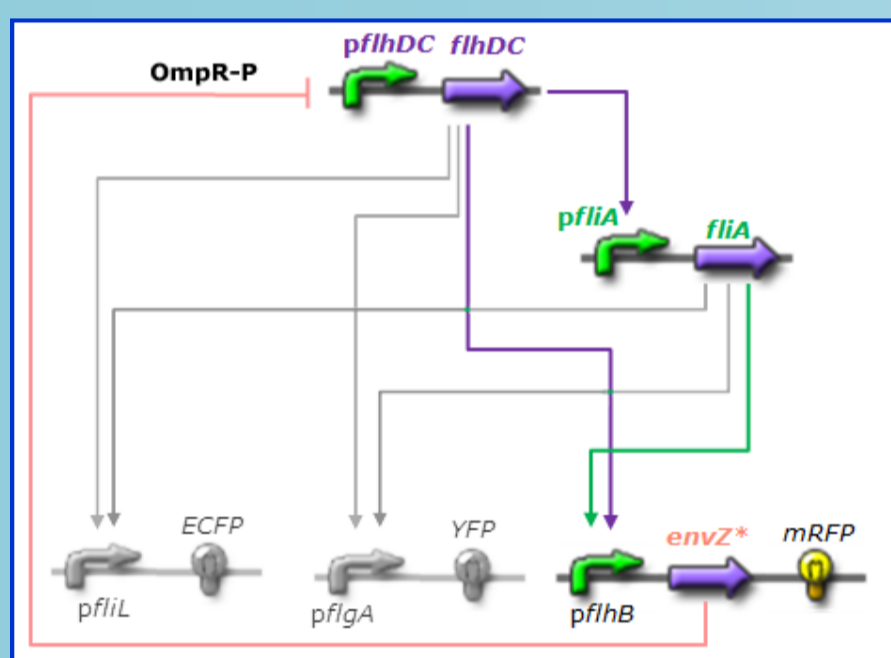 pflhDC flhDC
OmpR-P
pfliA fliA
ECFP YFP envZ* mRFP
pfliL pflgA pflhB